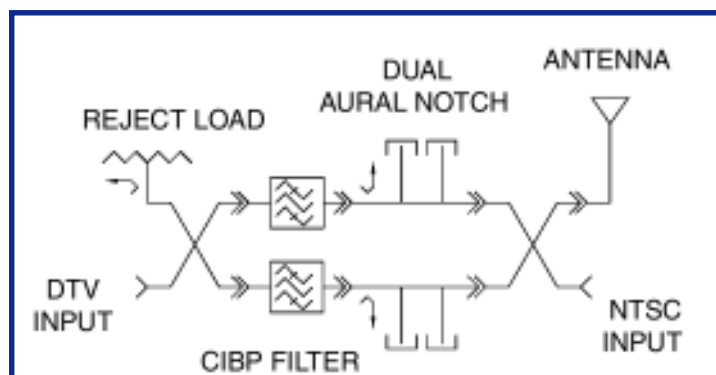 ANTENNA
DUAL
AURAL NOTCH
REJECT LOAD
DTV
INPUT
NTSC
INPUT
CIBP FILTER